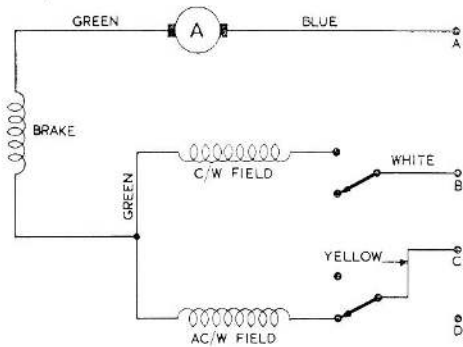 GREEN
A
BLUE
A
BRAKE
C/W FIELD
WHITE
B
GREEN
YELLOW
C
AC/W FIELD
D